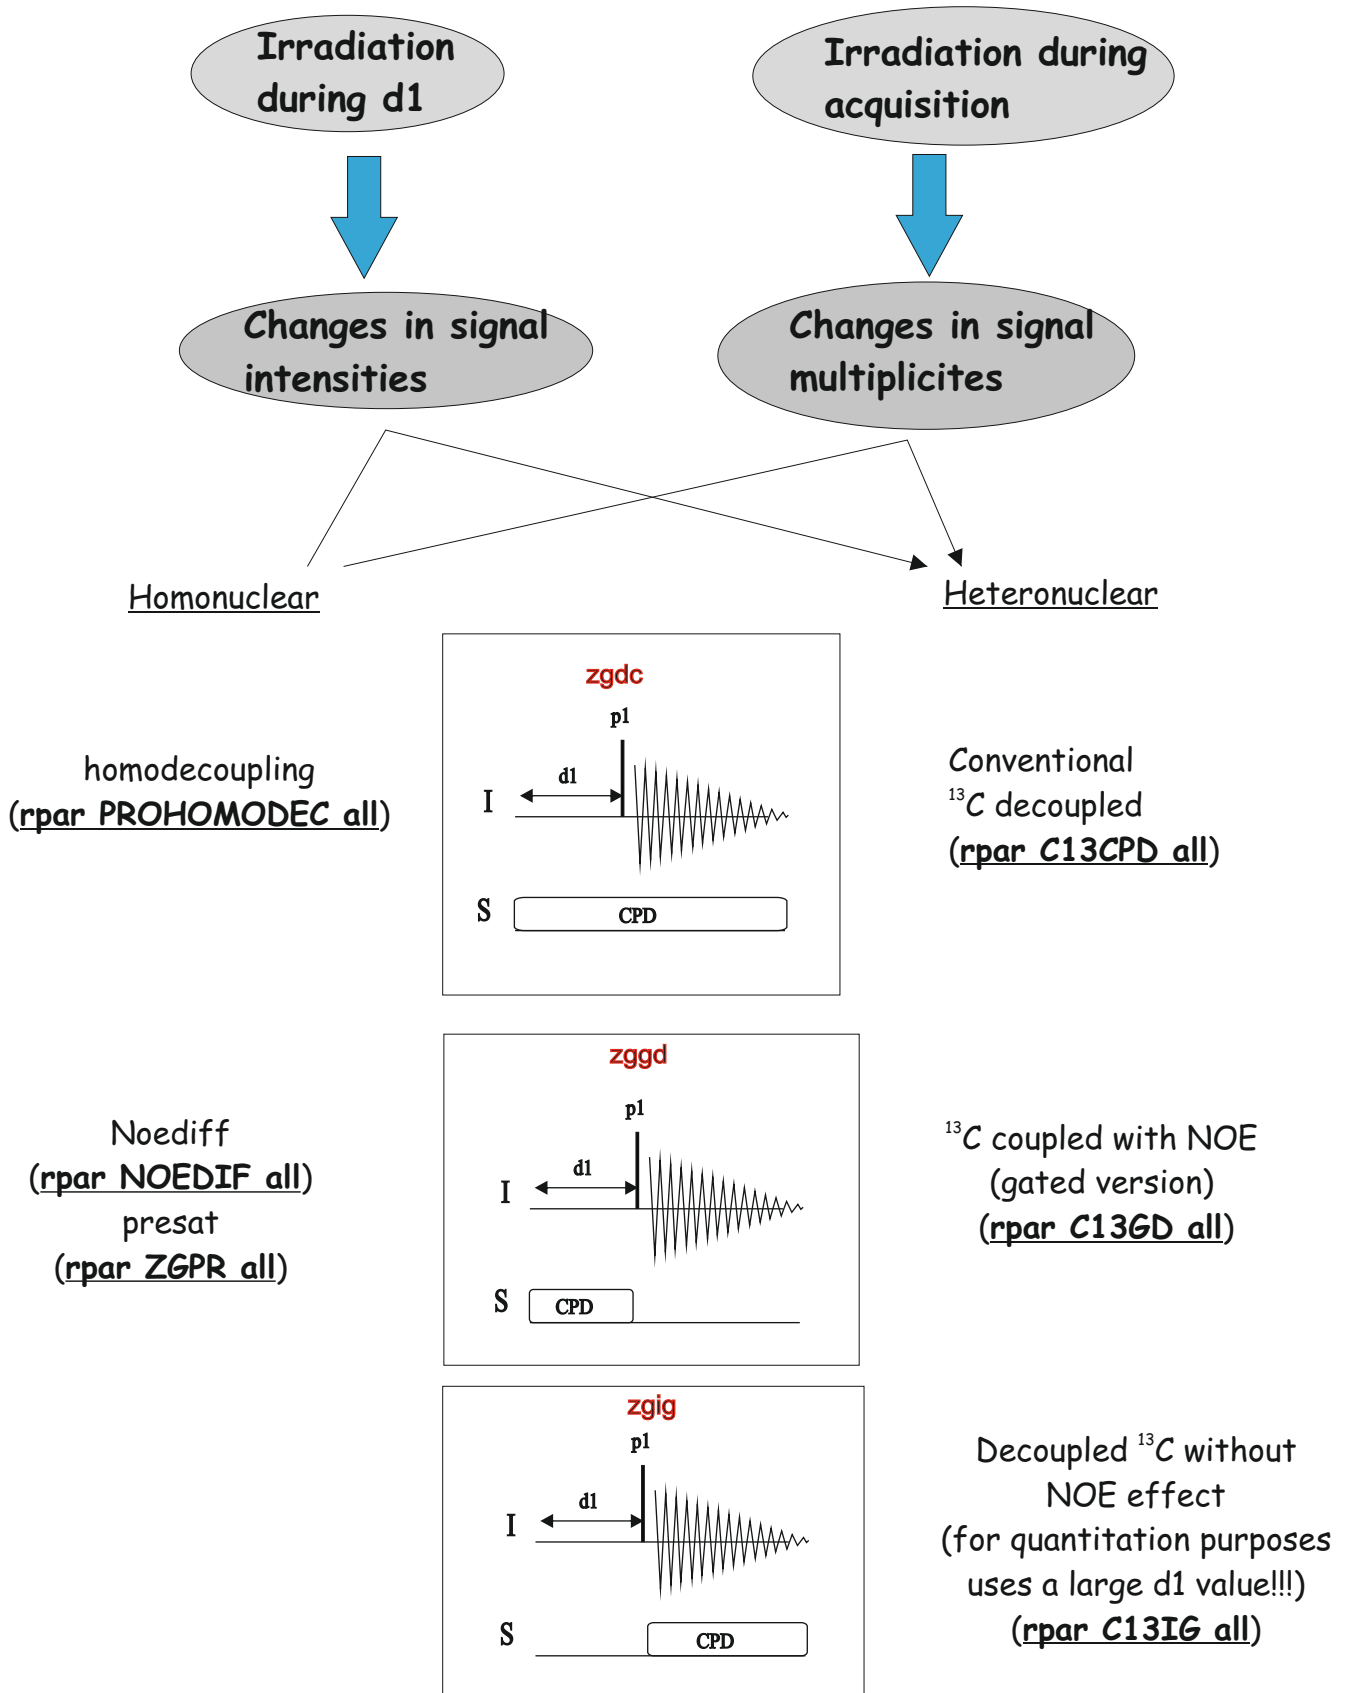 Irradiation
during d1
Irradiation during
acquisition
Changes in signal
intensities
Changes in signal
multiplicites
Homonuclear
Heteronuclear
homodecoupling
(rpar PROHOMODEC all)
zgdc
p1
d1
I
S
CPD
Conventional
¹³C decoupled
(rpar C13CPD all)
Noediff
(rpar NOEDIF all)
presat
(rpar ZGPR all)
zggd
p1
d1
I
S
CPD
¹³C coupled with NOE
(gated version)
(rpar C13GD all)
zgig
p1
d1
I
S
CPD
Decoupled ¹³C without
NOE effect
(for quantitation purposes
uses a large d1 value!!!)
(rpar C13IG all)